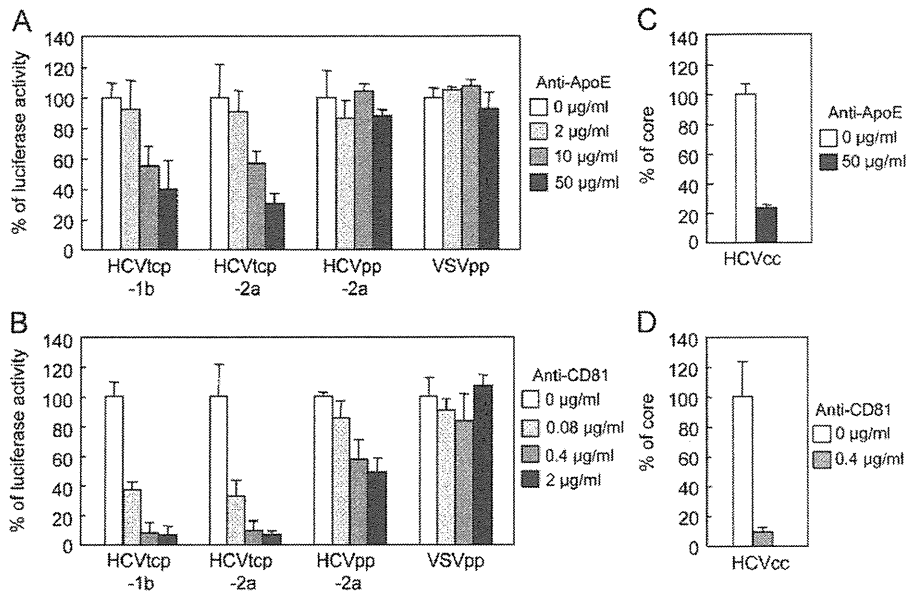 A
% of luciferase activity
140
120
100
80
60
40
20
0
HCVtcp
-1b
HCVtcp
-2a
HCVpp
-2a
VSVpp
Anti-ApoE
0 µg/ml
2 µg/ml
10 µg/ml
50 µg/ml
C
% of core
140
120
100
80
60
40
20
0
HCVcc
Anti-ApoE
0 µg/ml
50 µg/ml
B
% of luciferase activity
140
120
100
80
60
40
20
0
HCVtcp
-1b
HCVtcp
-2a
HCVpp
-2a
VSVpp
Anti-CD81
0 µg/ml
0.08 µg/ml
0.4 µg/ml
2 µg/ml
D
% of core
140
120
100
80
60
40
20
0
HCVcc
Anti-CD81
0 µg/ml
0.4 µg/ml